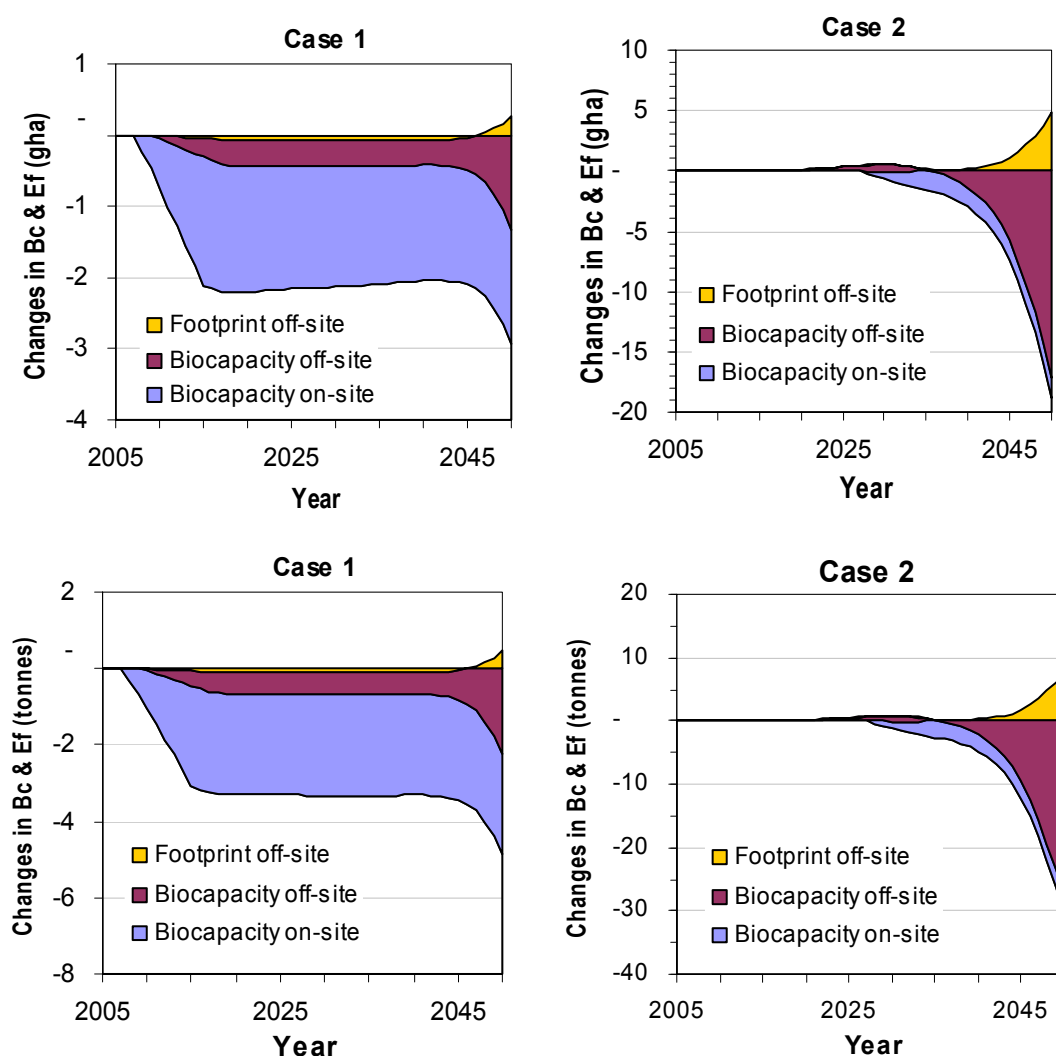 Case 1
Changes in Bc & Ef (gha)
1
-
-1
-2
-3
-4
Footprint off-site
Biocapacity off-site
Biocapacity on-site
2005 2025 2045
Year
Case 2
Changes in Bc & Ef (gha)
10
5
-
-5
-10
-15
-20
Footprint off-site
Biocapacity off-site
Biocapacity on-site
2005 2025 2045
Year
Case 1
Changes in Bc & Ef (tonnes)
2
-
-2
-4
-6
-8
Footprint off-site
Biocapacity off-site
Biocapacity on-site
2005 2025 2045
Year
Case 2
Changes in Bc & Ef (tonnes)
20
10
-
-10
-20
-30
-40
Footprint off-site
Biocapacity off-site
Biocapacity on-site
2005 2025 2045
Year